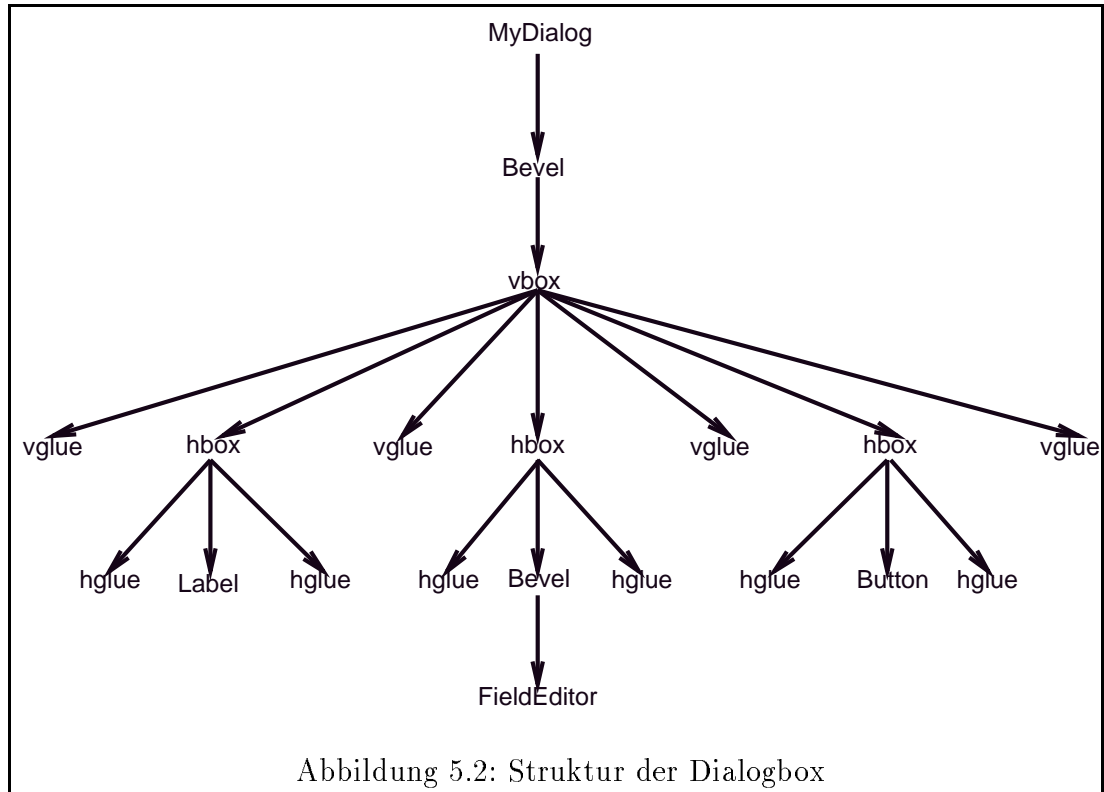 MyDialog
Bevel
vbox
vglue hbox vglue hbox vglue hbox vglue
hglue Label hglue hglue Bevel hglue hglue Button hglue
FieldEditor
Abbildung 5.2: Struktur der Dialogbox